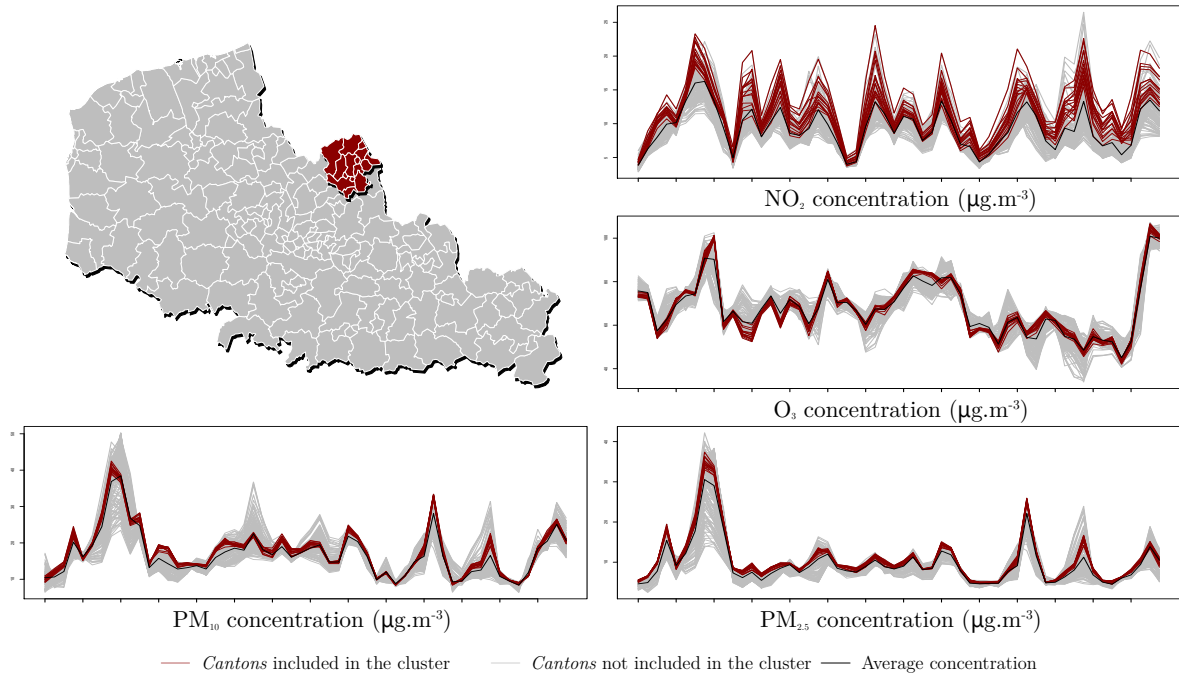 NO₂ concentration (µg.m⁻³)
O₃ concentration (µg.m⁻³)
PM₁₀ concentration (µg.m⁻³)
PM₂.₅ concentration (µg.m⁻³)
Cantons included in the cluster
Cantons not included in the cluster
Average concentration